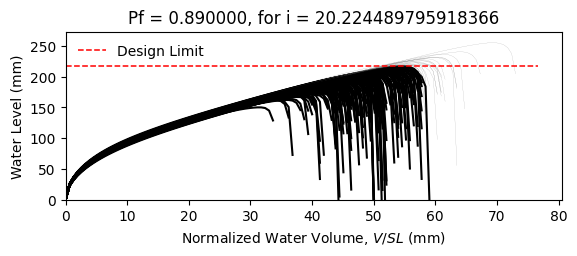 Pf = 0.890000, for i = 20.224489795918366
Design Limit
Water Level (mm)
250
200
150
100
50
0
0 10 20 30 40 50 60 70 80
Normalized Water Volume, V/SL (mm)